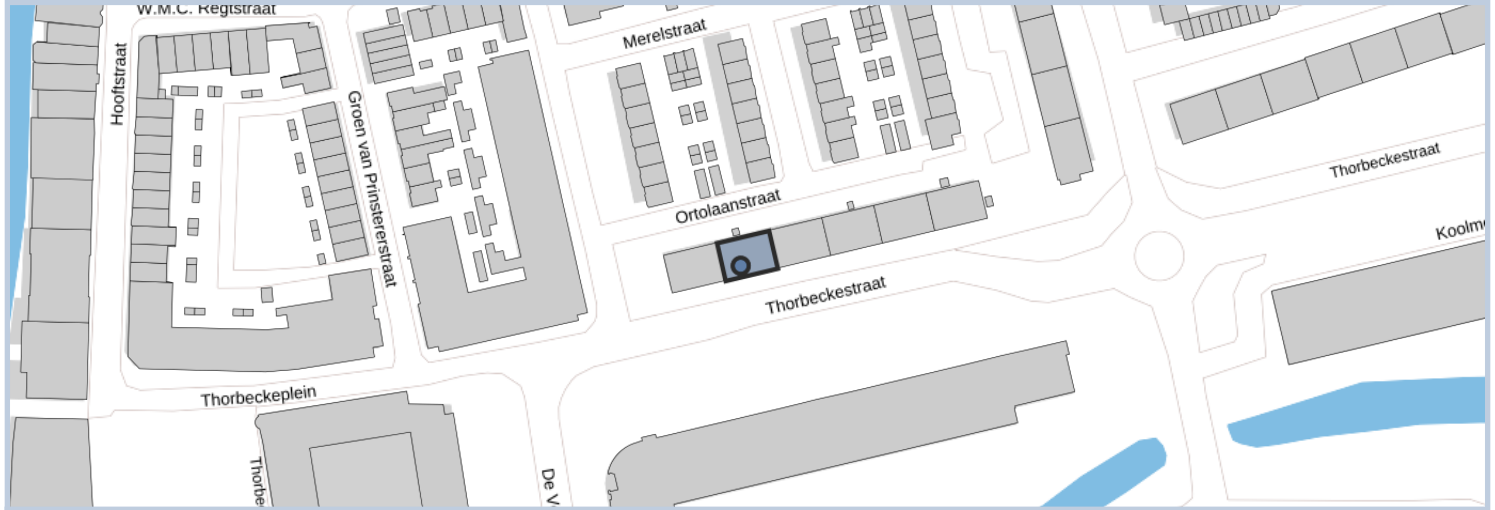 W.M.C. Regtstraat
Merelstraat
Hooftstraat
Groen van Prinstererstraat
Thorbeckestraat
Ortolaanstraat
Koolm
Thorbeckestraat
Thorbeckeplein
Thorbe
De V